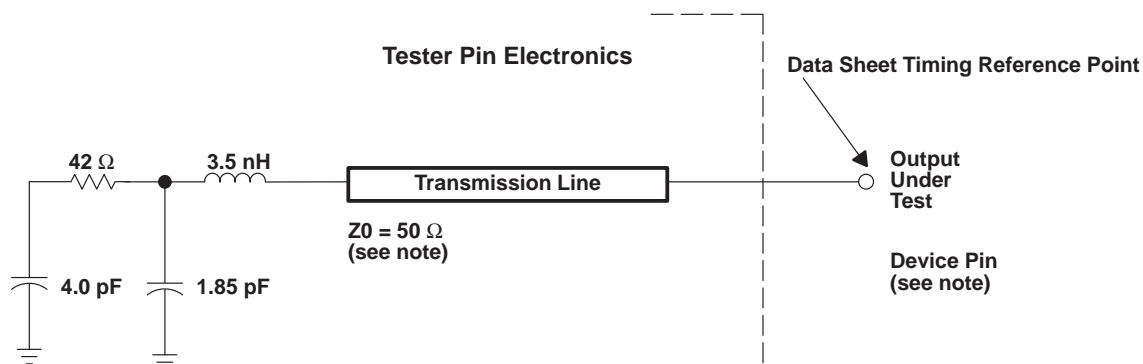 Tester Pin Electronics
Data Sheet Timing Reference Point
42 Ω
3.5 nH
Transmission Line
Output
Under
Test
Z0 = 50 Ω
(see note)
Device Pin
(see note)
4.0 pF
1.85 pF